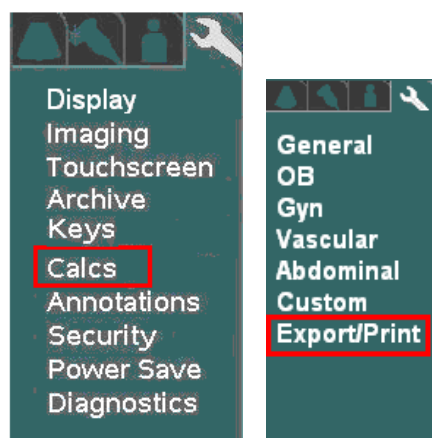 Display
Imaging
Touchscreen
Archive
Keys
Calcs
Annotations
Security
Power Save
Diagnostics
General
OB
Gyn
Vascular
Abdominal
Custom
Export/Print